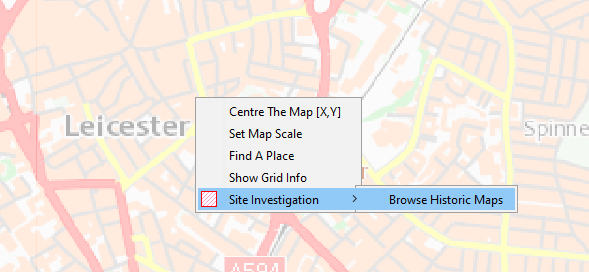 Centre The Map [X,Y]
Leicester
Set Map Scale
Spinne
Find A Place
Show Grid Info
Site Investigation > Browse Historic Maps
A594